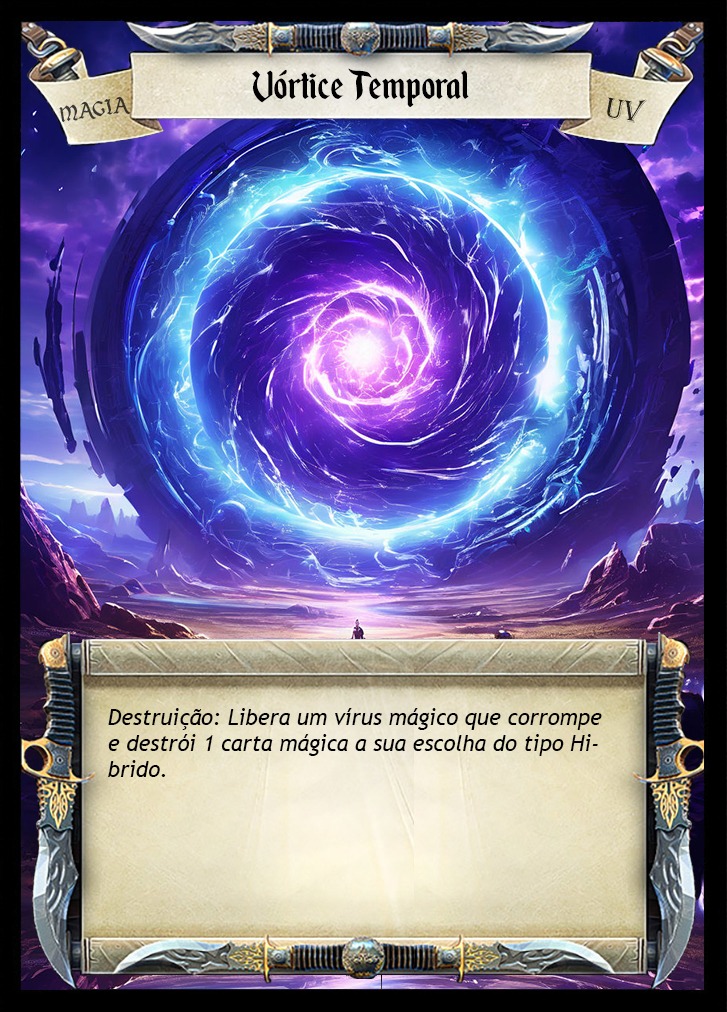 MAGIA
Vórtice Temporal
UV
Destruição: Libera um vírus mágico que corrompe
e destrói 1 carta mágica a sua escolha do tipo Hi-
brido.